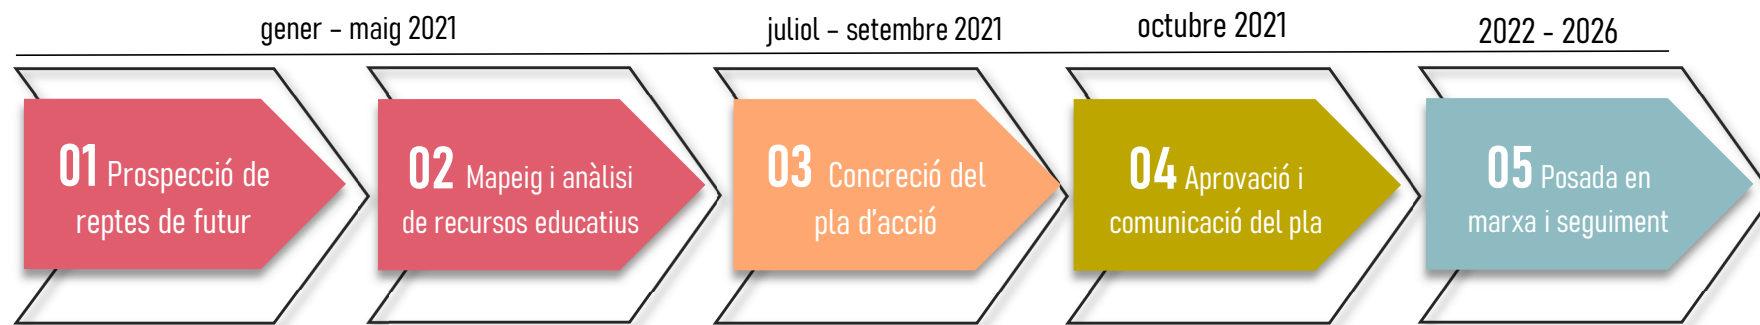 gener – maig 2021
juliol – setembre 2021
octubre 2021
2022 - 2026
01 Prospecció de
reptes de futur
02 Mapeig i anàlisi
de recursos educatius
03 Concreció del
pla d'acció
04 Aprovació i
comunicació del pla
05 Posada en
marxa i seguiment